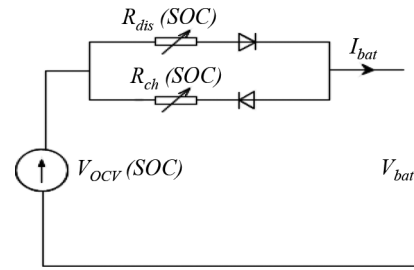 R_dis (SOC)
R_ch (SOC)
I_bat
V_OCV (SOC)
V_bat